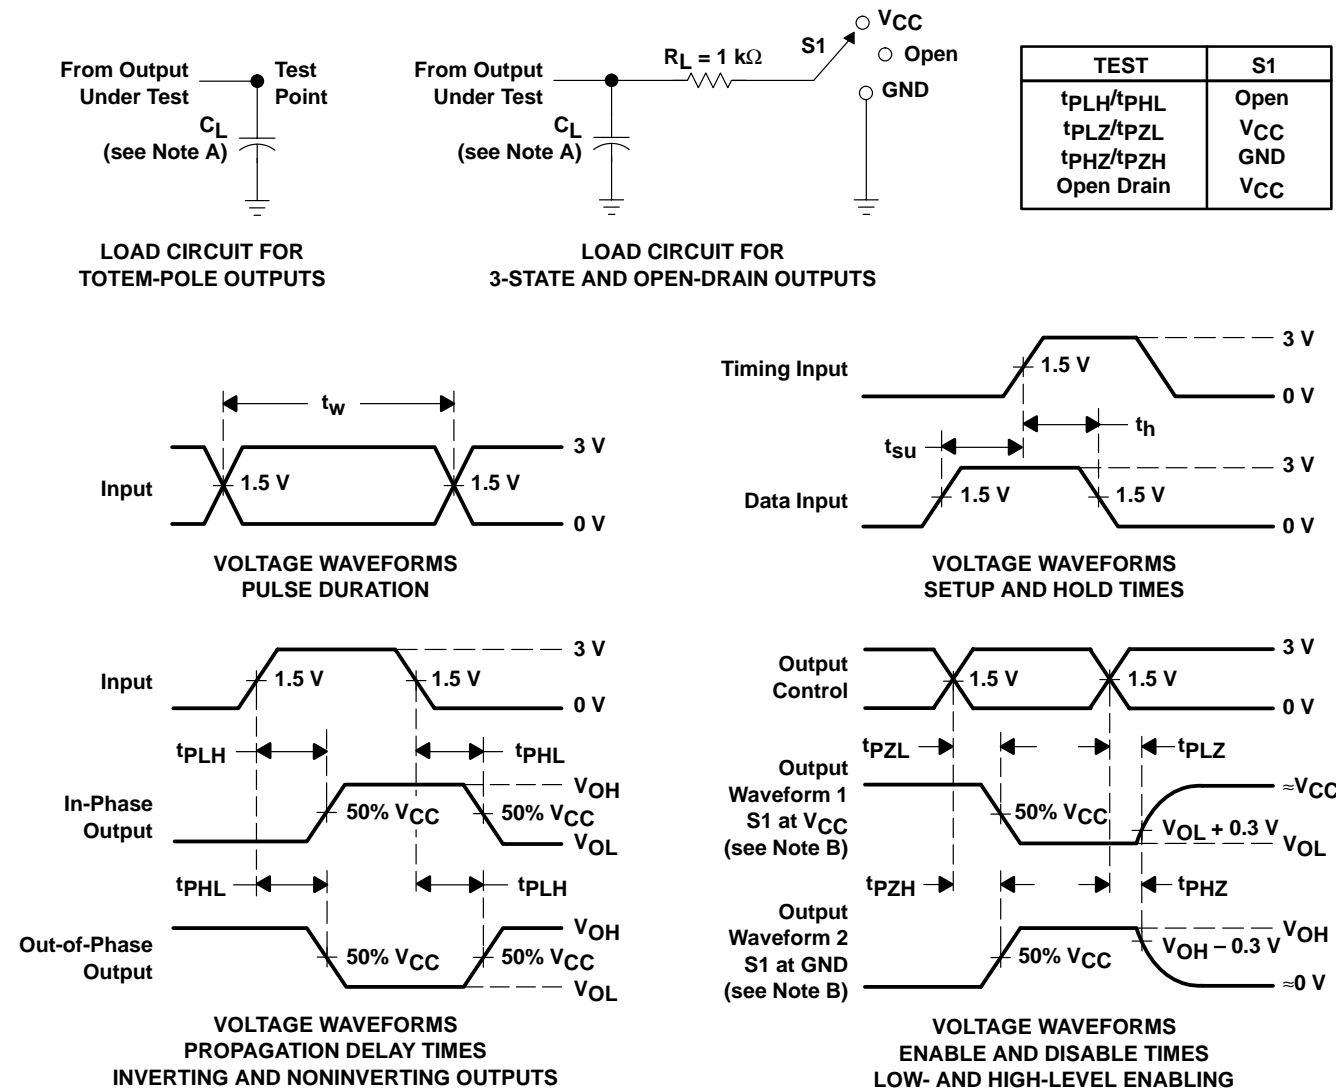 From Output
Under Test
Test
Point
CL
(see Note A)
LOAD CIRCUIT FOR
TOTEM-POLE OUTPUTS
From Output
Under Test
CL
(see Note A)
RL = 1 kΩ
S1
VCC
Open
GND
LOAD CIRCUIT FOR
3-STATE AND OPEN-DRAIN OUTPUTS
TEST S1
tPLH/tPHL Open
tPLZ/tPZL VCC
tPHZ/tPZH GND
Open Drain VCC
tw
Input
1.5 V
1.5 V
3 V
0 V
VOLTAGE WAVEFORMS
PULSE DURATION
Timing Input
1.5 V
3 V
0 V
tsu
th
Data Input
1.5 V
1.5 V
3 V
0 V
VOLTAGE WAVEFORMS
SETUP AND HOLD TIMES
Input
1.5 V
1.5 V
3 V
0 V
tPLH
tPHL
In-Phase
Output
50% VCC
50% VCC
VOH
VOL
tPHL
tPLH
Out-of-Phase
Output
50% VCC
50% VCC
VOH
VOL
VOLTAGE WAVEFORMS
PROPAGATION DELAY TIMES
INVERTING AND NONINVERTING OUTPUTS
Output
Control
1.5 V
1.5 V
3 V
0 V
tPZL
tPLZ
Output
Waveform 1
S1 at VCC
(see Note B)
50% VCC
VOL + 0.3 V
≈VCC
VOL
tPZH
tPHZ
Output
Waveform 2
S1 at GND
(see Note B)
50% VCC
VOH – 0.3 V
VOH
≈0 V
VOLTAGE WAVEFORMS
ENABLE AND DISABLE TIMES
LOW- AND HIGH-LEVEL ENABLING